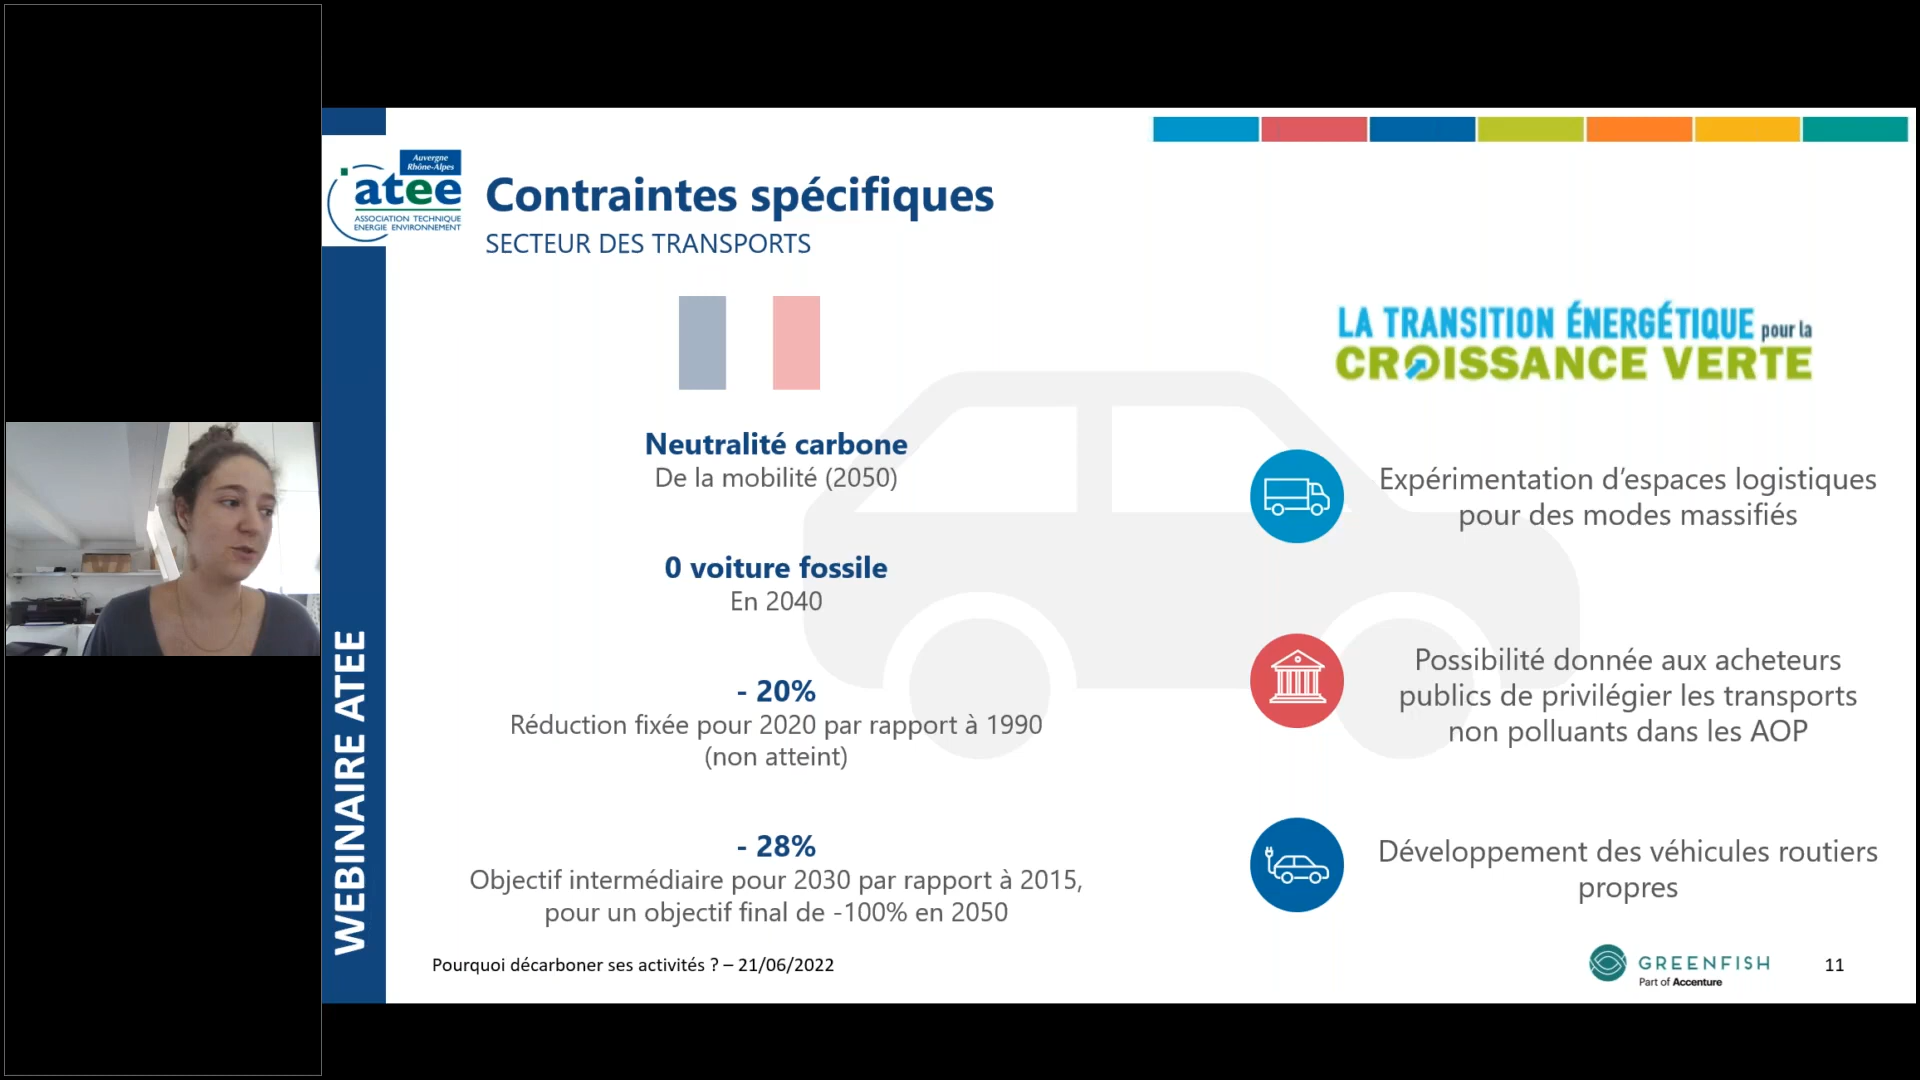 Auvergne
Rhône-Alpes
atee
ASSOCIATION TECHNIQUE
ENERGIE ENVIRONNEMENT
Contraintes spécifiques
SECTEUR DES TRANSPORTS
Neutralité carbone
De la mobilité (2050)
0 voiture fossile
En 2040
- 20%
Réduction fixée pour 2020 par rapport à 1990
(non atteint)
- 28%
Objectif intermédiaire pour 2030 par rapport à 2015,
pour un objectif final de -100% en 2050
LA TRANSITION ÉNERGÉTIQUE pour la
CROISSANCE VERTE
Expérimentation d’espaces logistiques
pour des modes massifiés
Possibilité donnée aux acheteurs
publics de privilégier les transports
non polluants dans les AOP
Développement des véhicules routiers
propres
WEBINAIRE ATEE
Pourquoi décarboner ses activités ? – 21/06/2022
GREENFISH
Part of Accenture
11